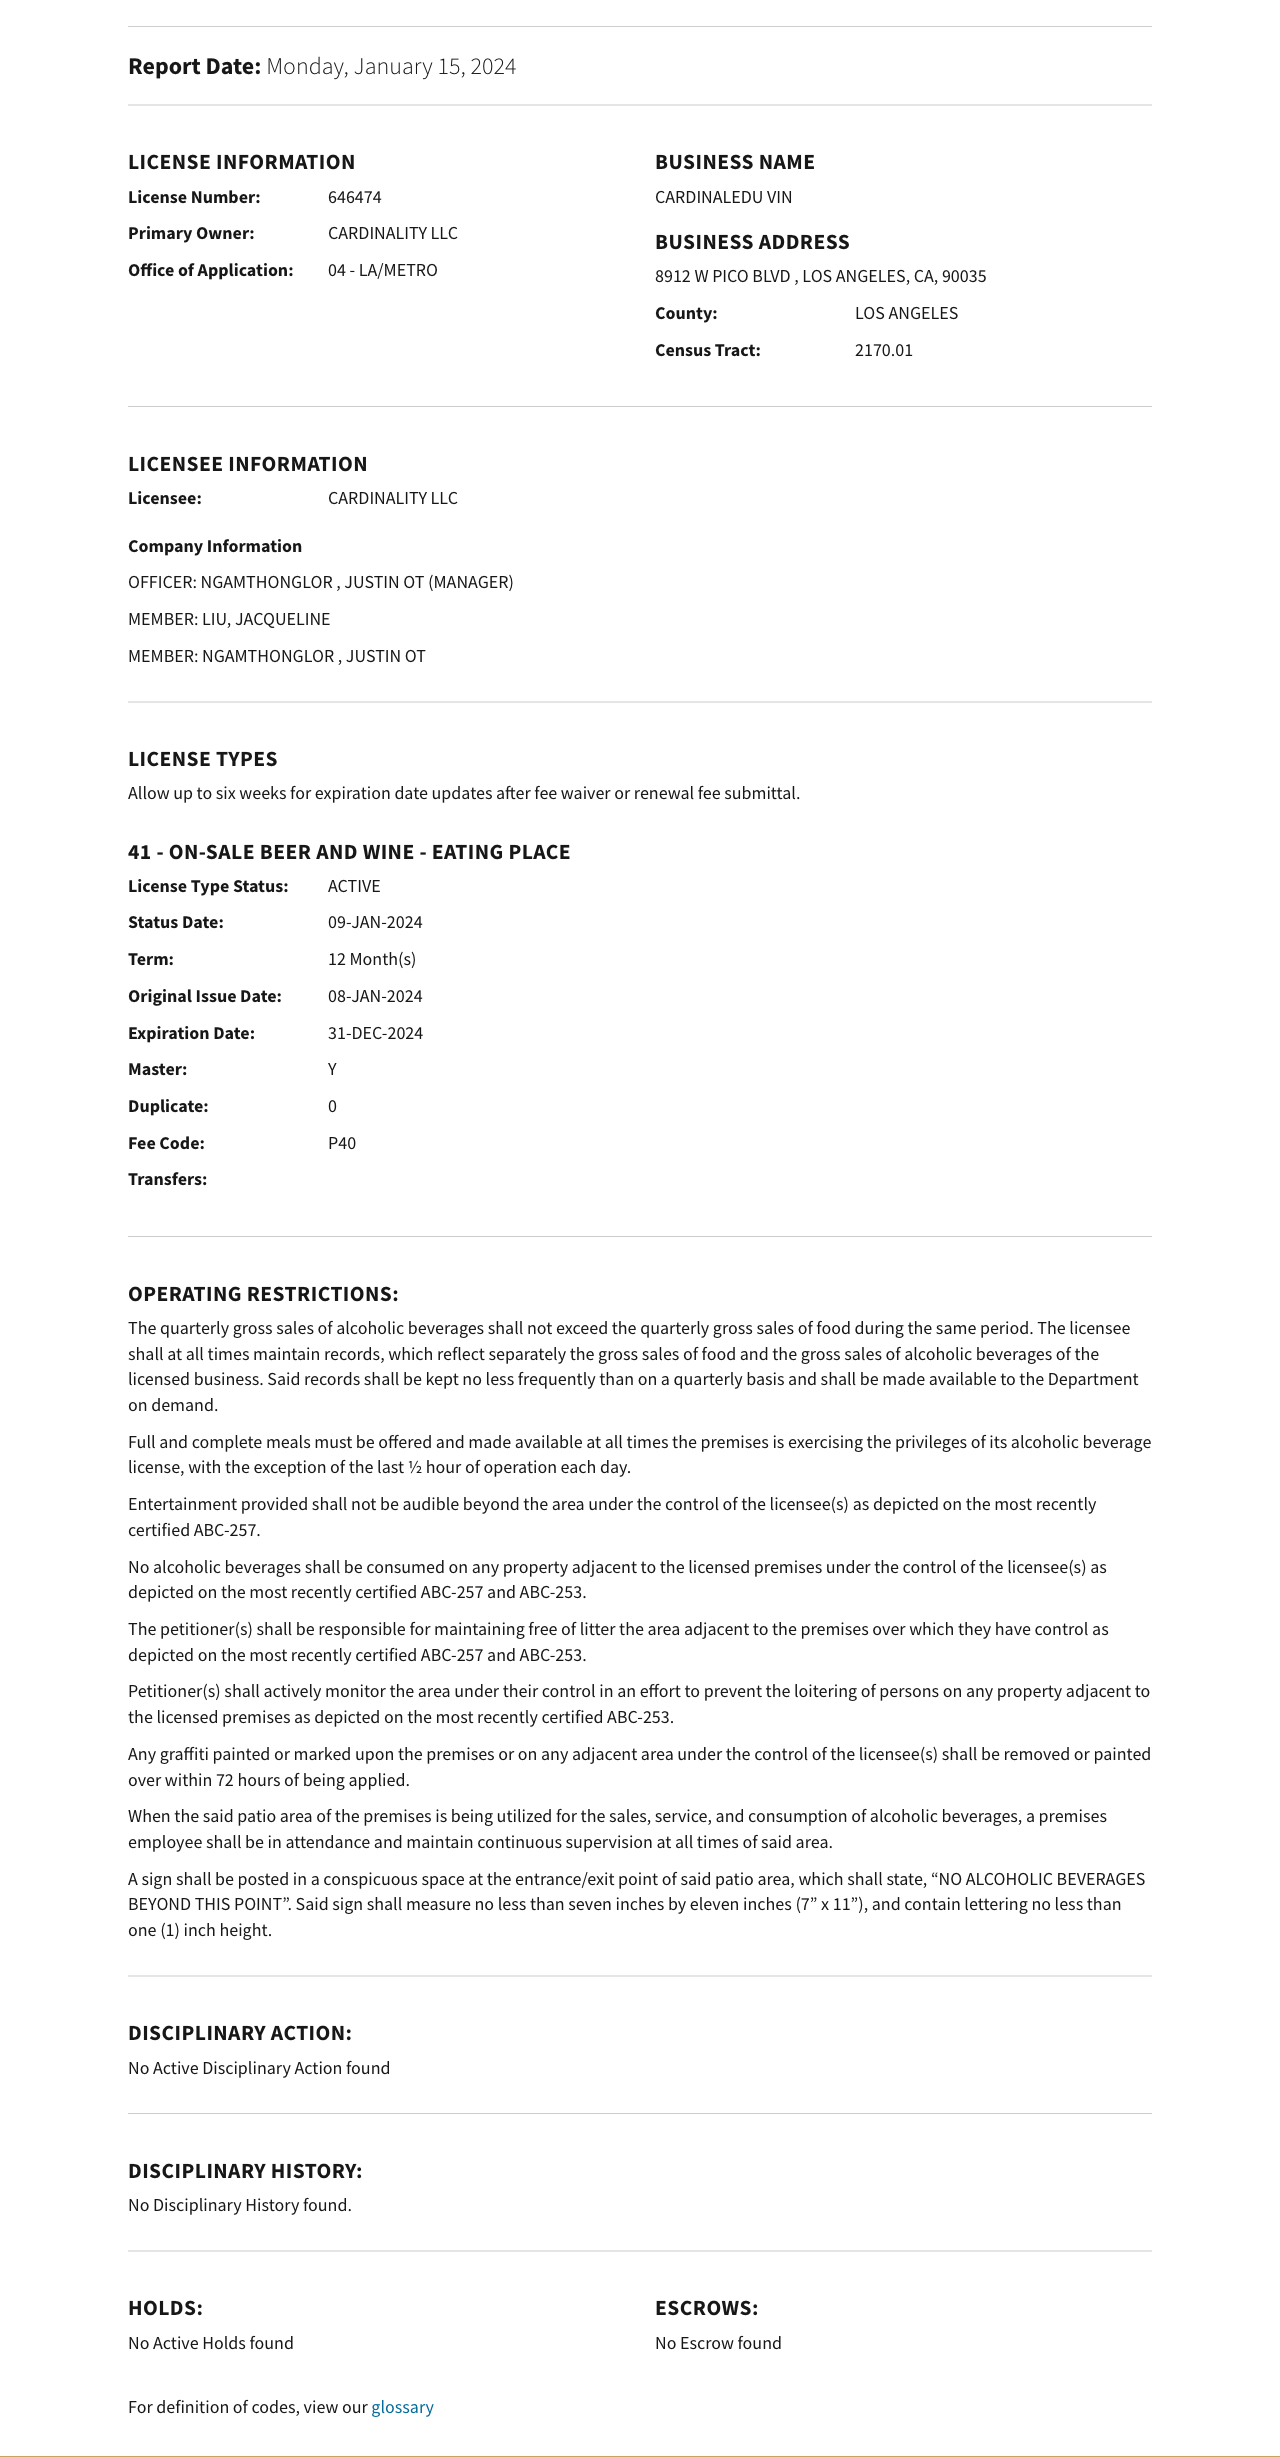 Report Date: Monday, January 15, 2024
LICENSE INFORMATION
License Number: 646474
Primary Owner: CARDINALITY LLC
Office of Application: 04 - LA/METRO
BUSINESS NAME
CARDINALEDU VIN
BUSINESS ADDRESS
8912 W PICO BLVD , LOS ANGELES, CA, 90035
County: LOS ANGELES
Census Tract: 2170.01
LICENSEE INFORMATION
Licensee: CARDINALITY LLC
Company Information
OFFICER: NGAMTHONGLOR , JUSTIN OT (MANAGER)
MEMBER: LIU, JACQUELINE
MEMBER: NGAMTHONGLOR , JUSTIN OT
LICENSE TYPES
Allow up to six weeks for expiration date updates after fee waiver or renewal fee submittal.
41 - ON-SALE BEER AND WINE - EATING PLACE
License Type Status: ACTIVE
Status Date: 09-JAN-2024
Term: 12 Month(s)
Original Issue Date: 08-JAN-2024
Expiration Date: 31-DEC-2024
Master: Y
Duplicate: 0
Fee Code: P40
Transfers:
OPERATING RESTRICTIONS:
The quarterly gross sales of alcoholic beverages shall not exceed the quarterly gross sales of food during the same period. The licensee
shall at all times maintain records, which reflect separately the gross sales of food and the gross sales of alcoholic beverages of the
licensed business. Said records shall be kept no less frequently than on a quarterly basis and shall be made available to the Department
on demand.
Full and complete meals must be offered and made available at all times the premises is exercising the privileges of its alcoholic beverage
license, with the exception of the last ½ hour of operation each day.
Entertainment provided shall not be audible beyond the area under the control of the licensee(s) as depicted on the most recently
certified ABC-257.
No alcoholic beverages shall be consumed on any property adjacent to the licensed premises under the control of the licensee(s) as
depicted on the most recently certified ABC-257 and ABC-253.
The petitioner(s) shall be responsible for maintaining free of litter the area adjacent to the premises over which they have control as
depicted on the most recently certified ABC-257 and ABC-253.
Petitioner(s) shall actively monitor the area under their control in an effort to prevent the loitering of persons on any property adjacent to
the licensed premises as depicted on the most recently certified ABC-253.
Any graffiti painted or marked upon the premises or on any adjacent area under the control of the licensee(s) shall be removed or painted
over within 72 hours of being applied.
When the said patio area of the premises is being utilized for the sales, service, and consumption of alcoholic beverages, a premises
employee shall be in attendance and maintain continuous supervision at all times of said area.
A sign shall be posted in a conspicuous space at the entrance/exit point of said patio area, which shall state, “NO ALCOHOLIC BEVERAGES
BEYOND THIS POINT”. Said sign shall measure no less than seven inches by eleven inches (7” x 11”), and contain lettering no less than
one (1) inch height.
DISCIPLINARY ACTION:
No Active Disciplinary Action found
DISCIPLINARY HISTORY:
No Disciplinary History found.
HOLDS:
No Active Holds found
ESCROWS:
No Escrow found
For definition of codes, view our glossary